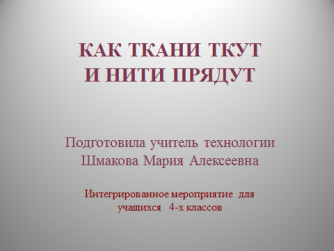 КАК ТКАНИ ТКУТ
И НИТИ ПРЯДУТ
Подготовила учитель технологии
Шмакова Мария Алексеевна
Интегрированное мероприятие для
учащихся 4-х классов